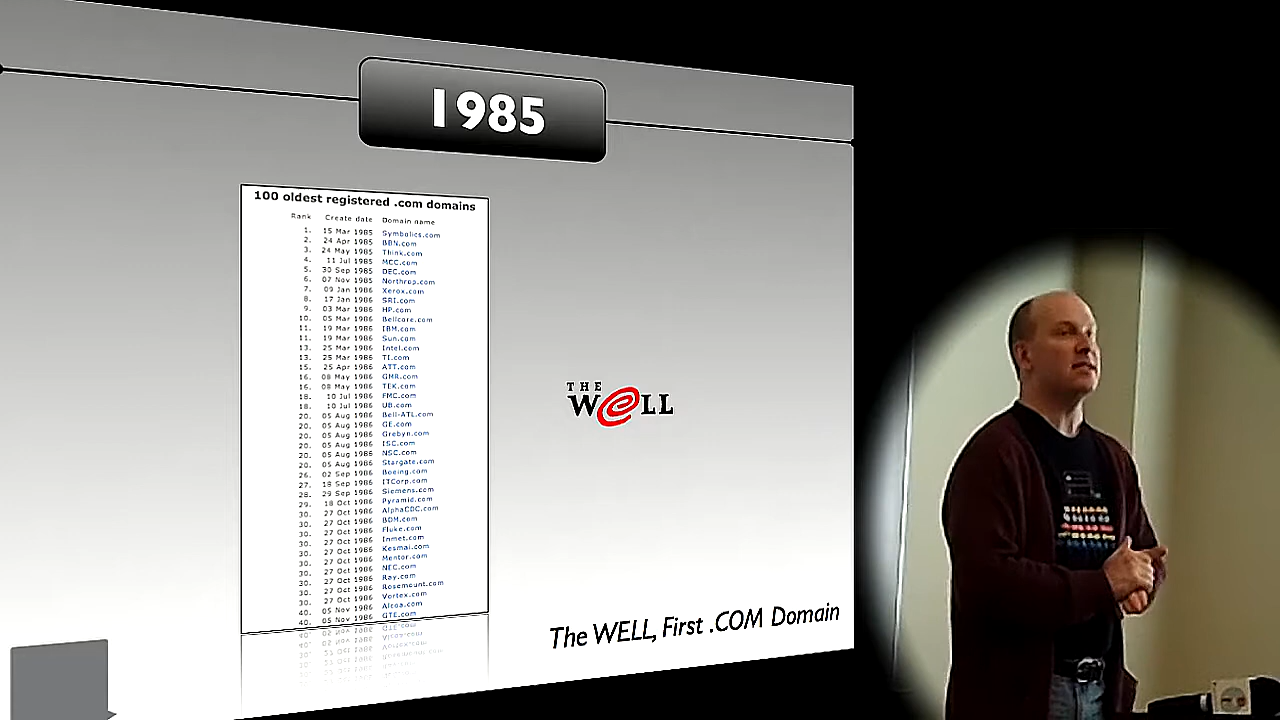 1985
100 oldest registered .com domains
Rank Create date Domain name
1. 15 Mar 1985 Symbolics.com
2. 24 Apr 1985 BBN.com
3. 24 May 1985 Think.com
4. 11 Jul 1985 MCC.com
5. 30 Sep 1985 DEC.com
6. 07 Nov 1985 Northrop.com
7. 09 Jan 1986 Xerox.com
8. 17 Jan 1986 SRI.com
9. 03 Mar 1986 HP.com
10. 05 Mar 1986 Bellcore.com
11. 19 Mar 1986 IBM.com
11. 19 Mar 1986 Sun.com
13. 25 Mar 1986 Intel.com
13. 25 Mar 1986 TI.com
15. 25 Apr 1986 ATT.com
16. 08 May 1986 GMR.com
16. 08 May 1986 TEK.com
18. 10 Jul 1986 FMC.com
18. 10 Jul 1986 UB.com
20. 05 Aug 1986 Bell-ATL.com
20. 05 Aug 1986 GE.com
20. 05 Aug 1986 Grebyn.com
20. 05 Aug 1986 ISC.com
20. 05 Aug 1986 NSC.com
20. 05 Aug 1986 Stargate.com
26. 02 Sep 1986 Boeing.com
27. 18 Sep 1986 ITCorp.com
28. 29 Sep 1986 Siemens.com
29. 18 Oct 1986 Pyramid.com
30. 27 Oct 1986 AlphaCDC.com
30. 27 Oct 1986 BDM.com
30. 27 Oct 1986 Fluke.com
30. 27 Oct 1986 Inmet.com
30. 27 Oct 1986 Kesmai.com
30. 27 Oct 1986 Mentor.com
30. 27 Oct 1986 NEC.com
30. 27 Oct 1986 Ray.com
30. 27 Oct 1986 Rosemount.com
30. 27 Oct 1986 Vortex.com
40. 05 Nov 1986 Alcoa.com
40. 05 Nov 1986 GTE.com
THE
WELL
The WELL, First .COM Domain